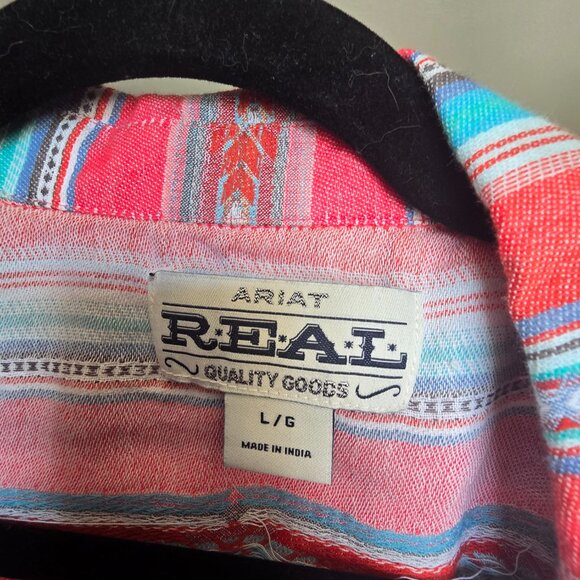 ARIAT
R·E·A·L
QUALITY GOODS
L/G
MADE IN INDIA